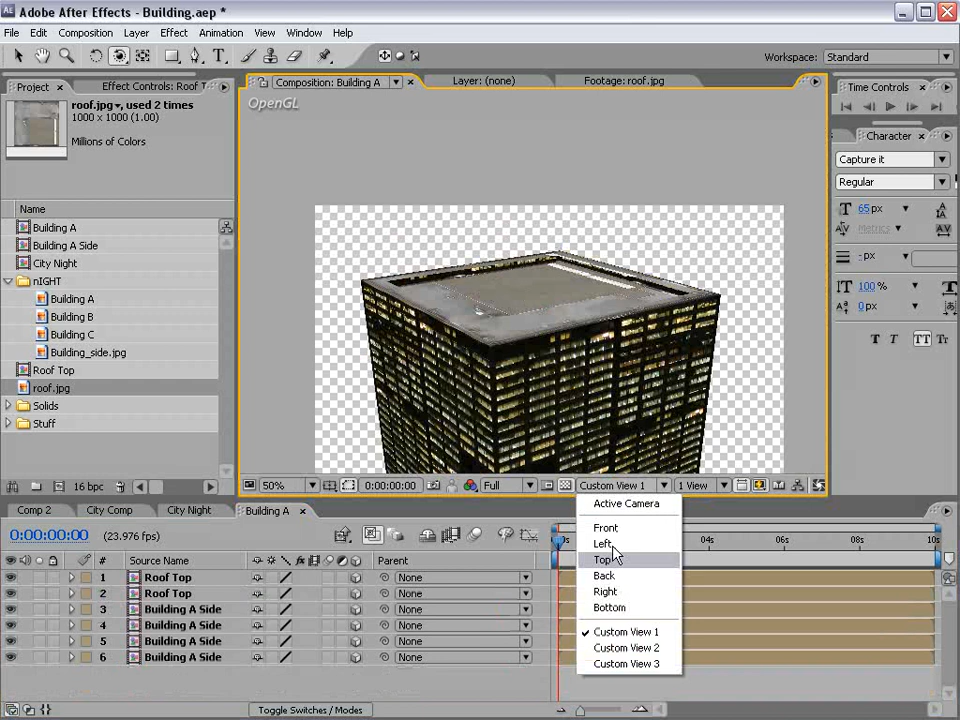 Adobe After Effects - Building.aep *
File Edit Composition Layer Effect Animation View Window Help
Workspace: Standard
Project × Effect Controls: Roof T
Composition: Building A × Layer: (none) Footage: roof.jpg
Time Controls ×
roof.jpg, used 2 times
1000 x 1000 (1.00)
Millions of Colors
OpenGL
Character ×
Capture it
Regular
65 px
Metrics
- px
100 %
0 px
T T TT Tr
Name
Building A
Building A Side
City Night
nIGHT
Building A
Building B
Building C
Building_side.jpg
Roof Top
roof.jpg
Solids
Stuff
16 bpc
50% 0:00:00:00 Full Custom View 1 1 View
Active Camera
Front
Left
Top
Back
Right
Bottom
Custom View 1
Custom View 2
Custom View 3
Comp 2 City Comp City Night Building A ×
0:00:00:00 (23.976 fps)
04s 06s 08s 10s
# Source Name Parent
1 Roof Top None
2 Roof Top None
3 Building A Side None
4 Building A Side None
5 Building A Side None
6 Building A Side None
Toggle Switches / Modes